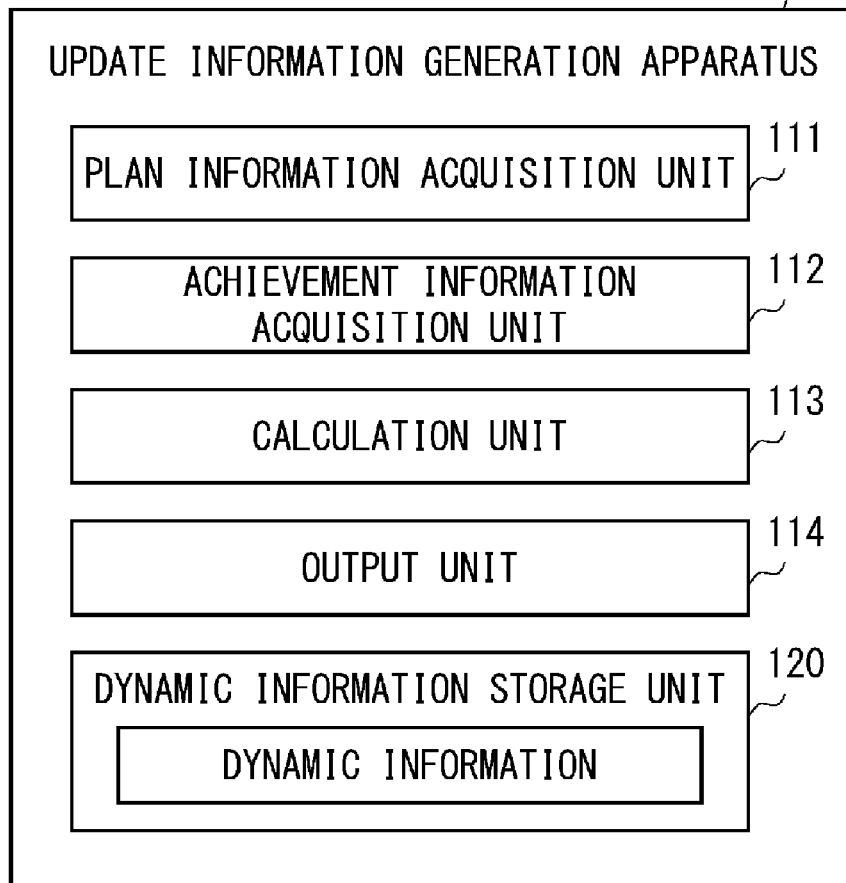 UPDATE INFORMATION GENERATION APPARATUS
PLAN INFORMATION ACQUISITION UNIT
111
ACHIEVEMENT INFORMATION
ACQUISITION UNIT
112
CALCULATION UNIT
113
OUTPUT UNIT
114
DYNAMIC INFORMATION STORAGE UNIT
120
DYNAMIC INFORMATION